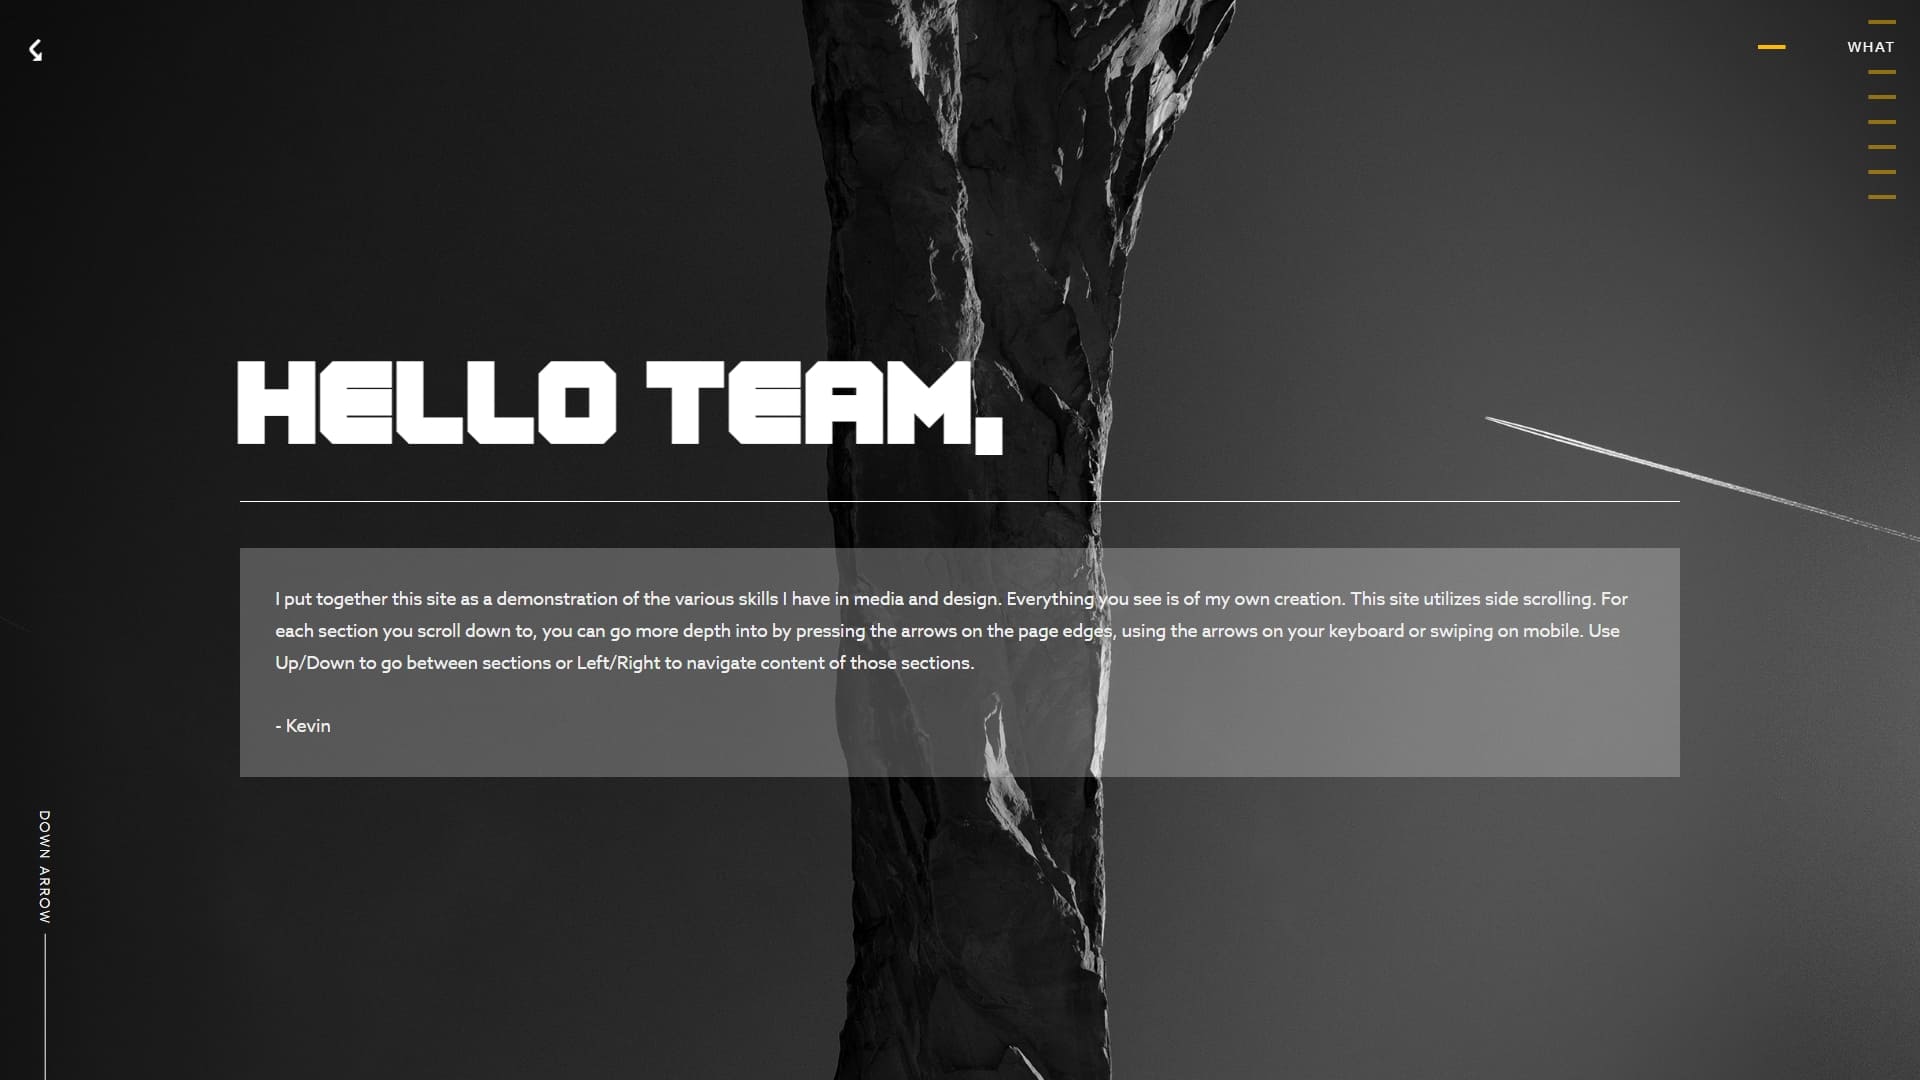 WHAT
HELLO TEAM,
I put together this site as a demonstration of the various skills I have in media and design. Everything you see is of my own creation. This site utilizes side scrolling. For
each section you scroll down to, you can go more depth into by pressing the arrows on the page edges, using the arrows on your keyboard or swiping on mobile. Use
Up/Down to go between sections or Left/Right to navigate content of those sections.
- Kevin
DOWN ARROW